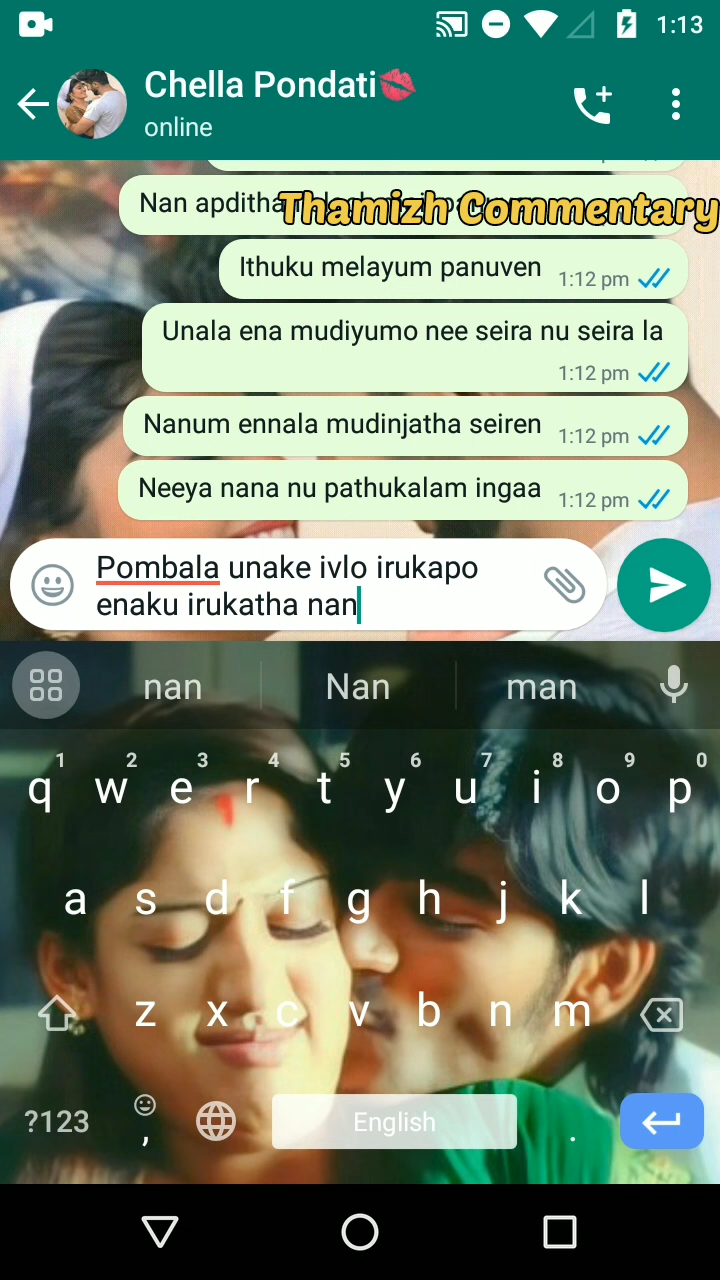 1:13
Chella Pondati💋
online
Nan apditha
Thamizh Commentary
Ithuku melayum panuven 1:12 pm
Unala ena mudiyumo nee seira nu seira la
1:12 pm
Nanum ennala mudinjatha seiren 1:12 pm
Neeya nana nu pathukalam ingaa 1:12 pm
Pombala unake ivlo irukapo
enaku irukatha nan
nan Nan man
1 2 3 4 5 6 7 8 9 0
q w e r t y u i o p
a s d f g h j k l
z x c v b n m
?123 , English .